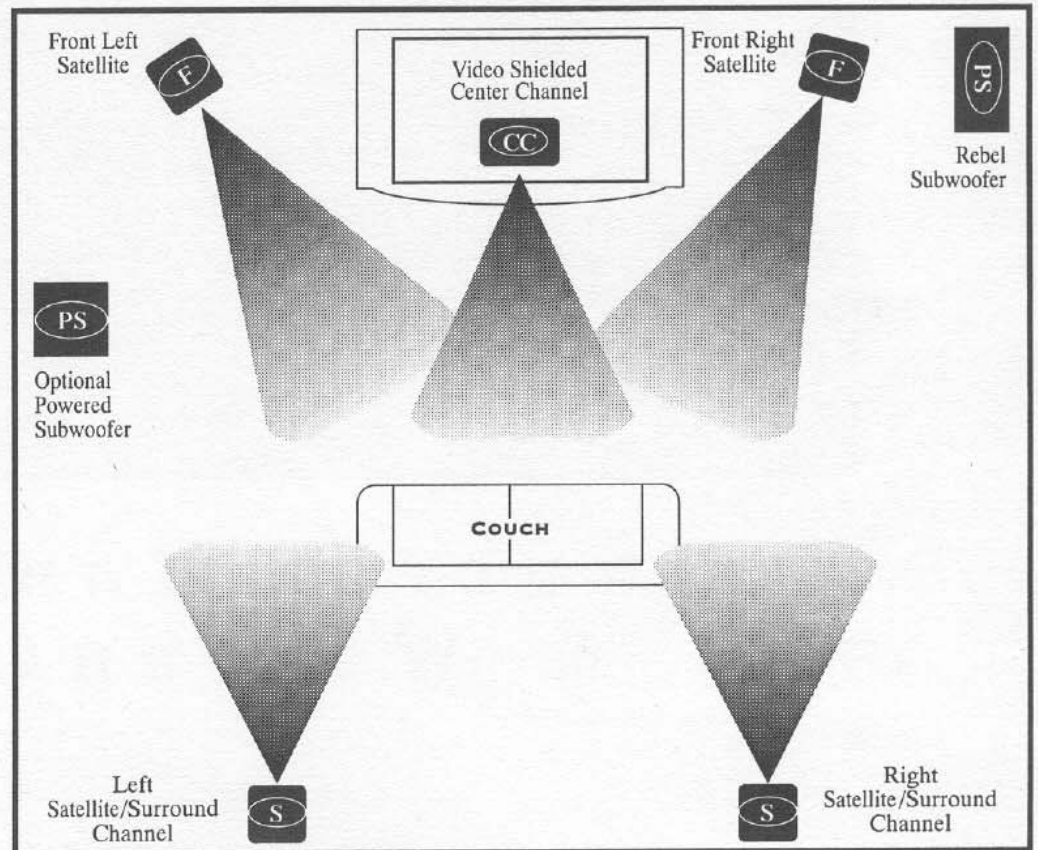 Front Left
Satellite
F
Video Shielded
Center Channel
CC
Front Right
Satellite
F
PS
Rebel
Subwoofer
PS
Optional
Powered
Subwoofer
COUCH
Left
Satellite/Surround
Channel
S
S
Right
Satellite/Surround
Channel